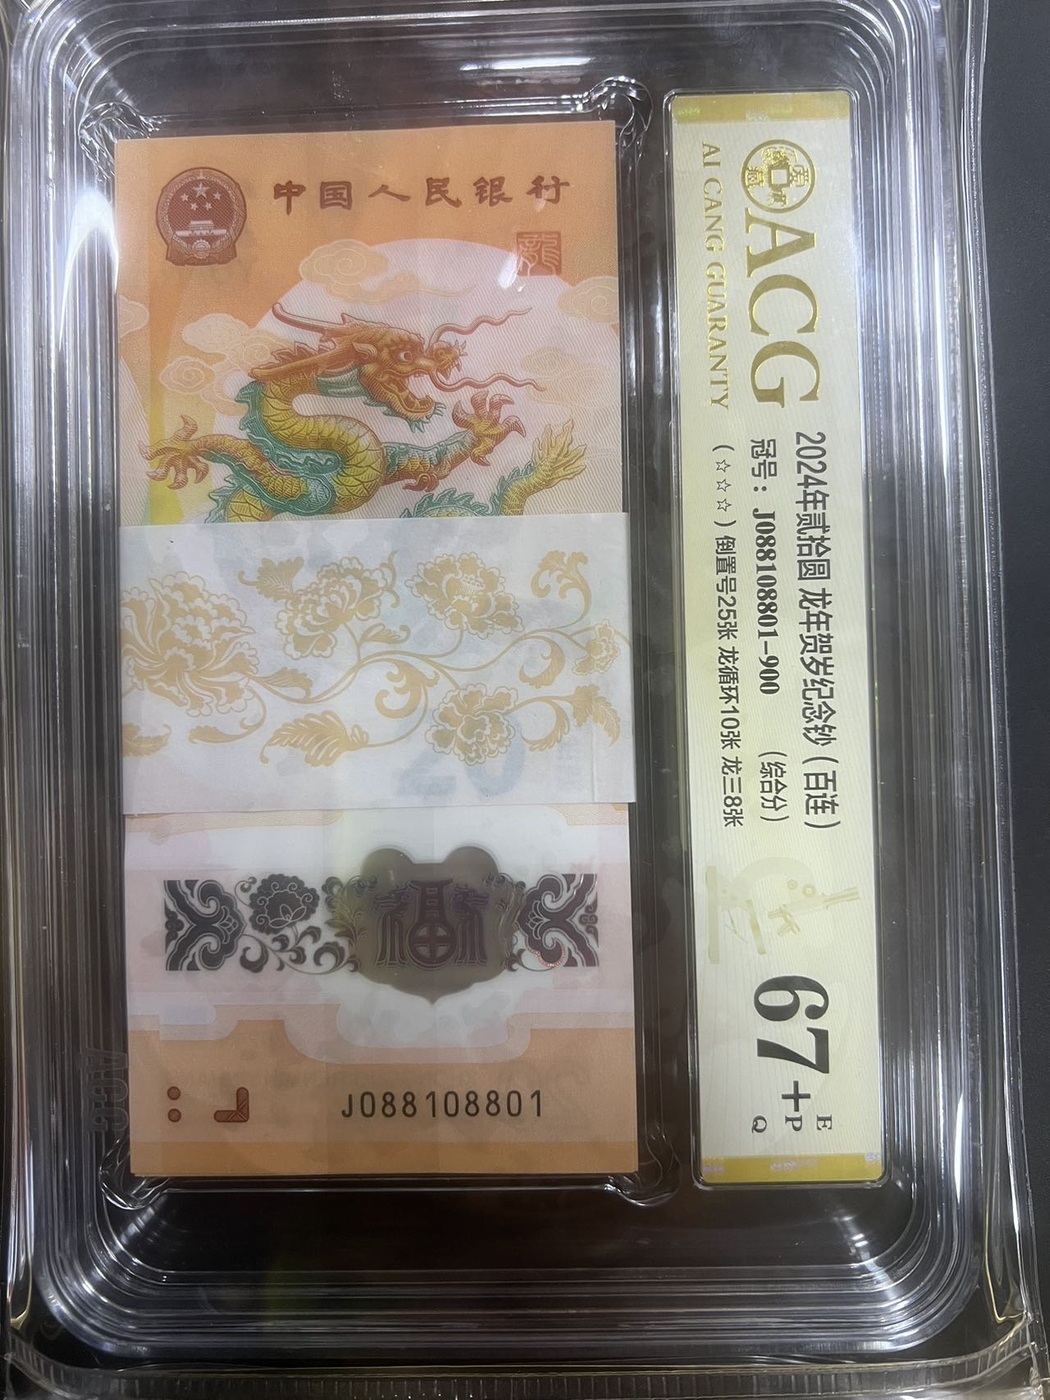 中国人民银行
龍
福
J088108801
ACG
AI CANG GUARANTY
2024年贰拾圆 龙年贺岁纪念钞（百连）
冠号：J088108801-900 （综合分）
（☆☆☆）倒置号25张 龙循环10张 龙三8张
67+
E
P
Q